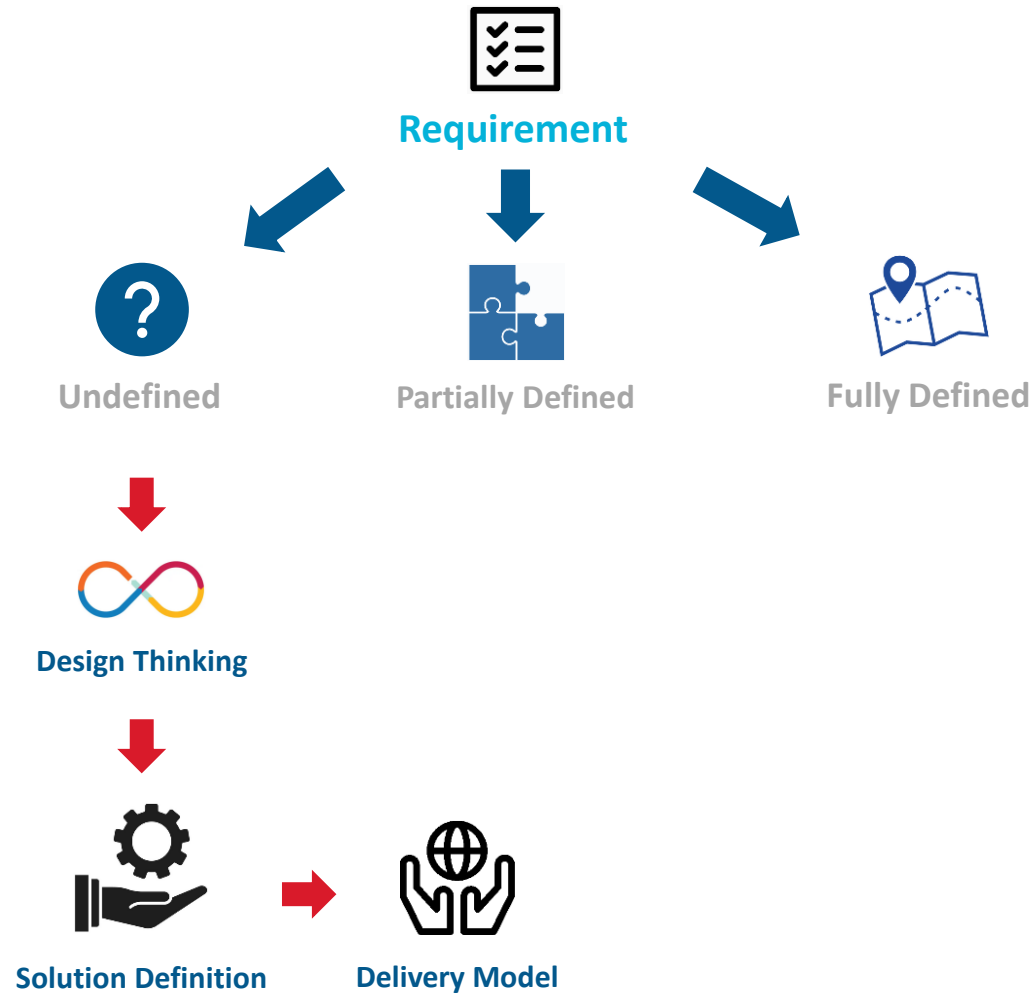 Requirement
Undefined
Partially Defined
Fully Defined
Design Thinking
Solution Definition
Delivery Model